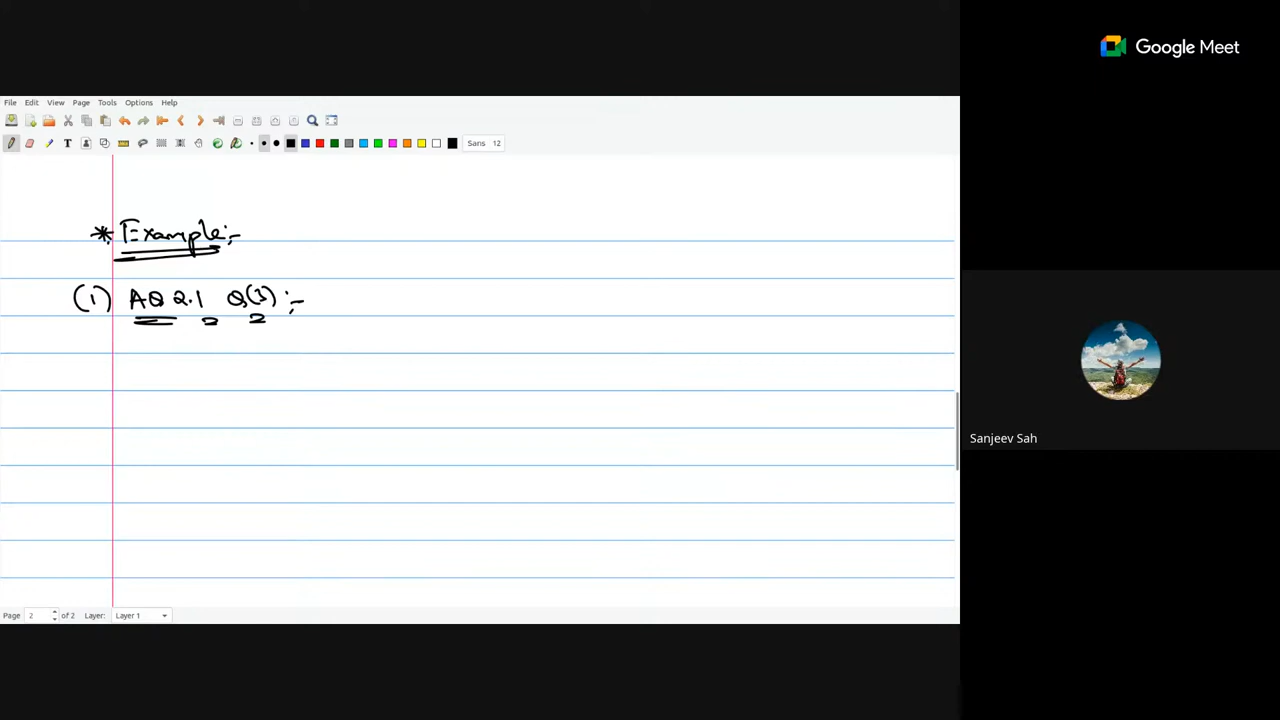 Google Meet
File Edit View Page Tools Options Help
Sans 12
* Example:-
(1) AQ 2.1 Q(3) :-
Sanjeev Sah
Page 2 of 2 Layer: Layer 1